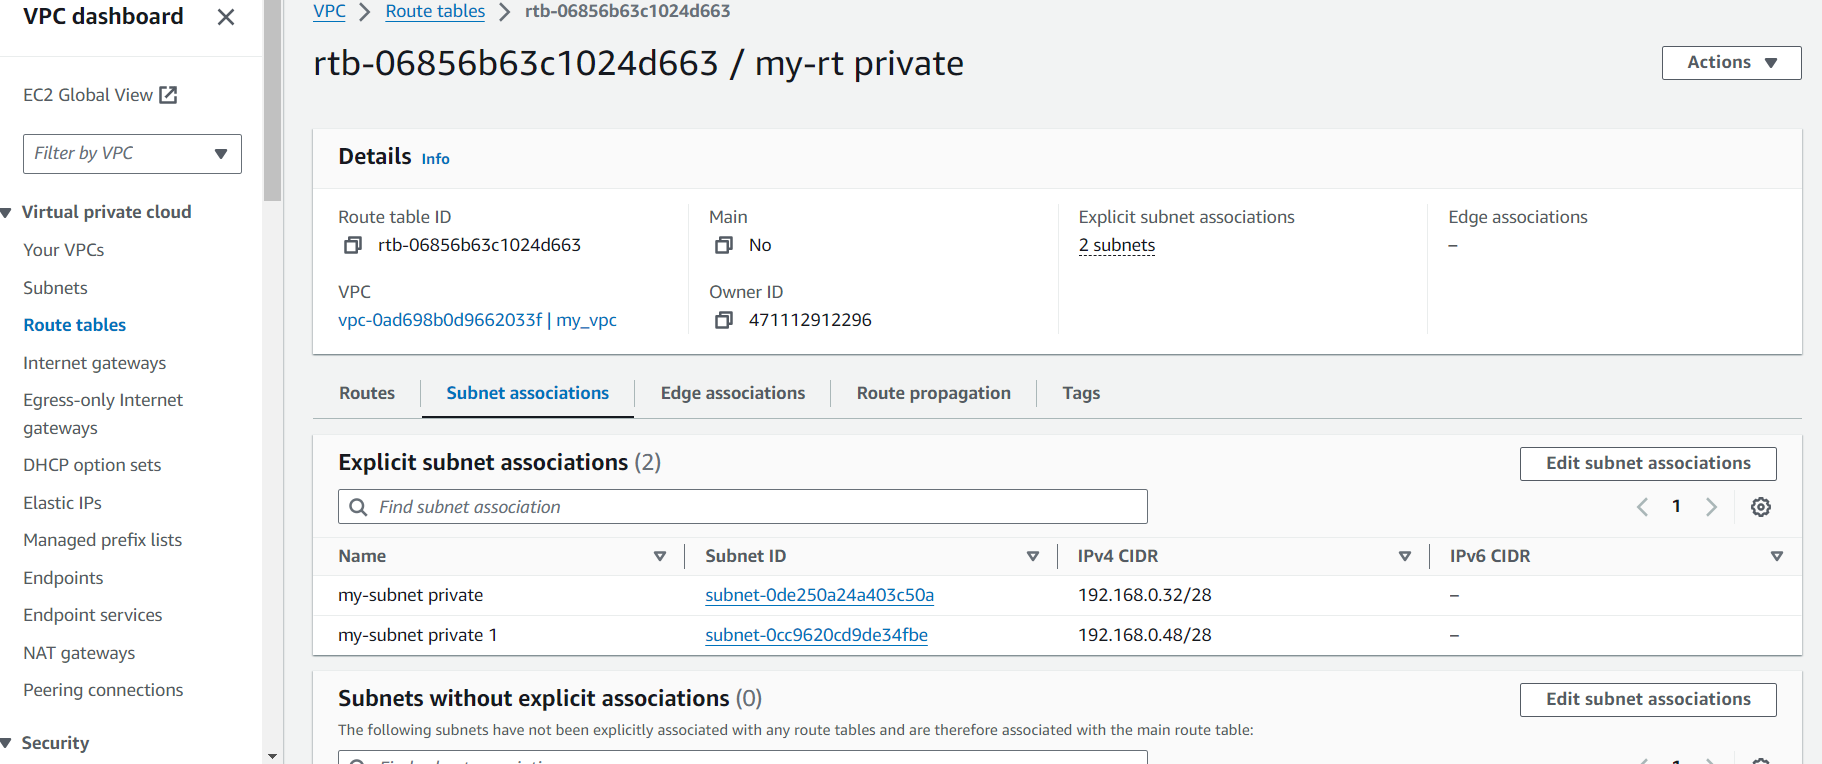 VPC dashboard
EC2 Global View
Filter by VPC
Virtual private cloud
Your VPCs
Subnets
Route tables
Internet gateways
Egress-only Internet
gateways
DHCP option sets
Elastic IPs
Managed prefix lists
Endpoints
Endpoint services
NAT gateways
Peering connections
Security
VPC Route tables rtb-06856b63c1024d663
rtb-06856b63c1024d663 / my-rt private
Actions
Details Info
Route table ID
rtb-06856b63c1024d663
Main
No
Explicit subnet associations
2 subnets
Edge associations
–
VPC
vpc-0ad698b0d9662033f | my_vpc
Owner ID
471112912296
Routes Subnet associations Edge associations Route propagation Tags
Explicit subnet associations (2)
Edit subnet associations
Find subnet association
1
Name Subnet ID IPv4 CIDR IPv6 CIDR
my-subnet private subnet-0de250a24a403c50a 192.168.0.32/28 –
my-subnet private 1 subnet-0cc9620cd9de34fbe 192.168.0.48/28 –
Subnets without explicit associations (0)
Edit subnet associations
The following subnets have not been explicitly associated with any route tables and are therefore associated with the main route table: